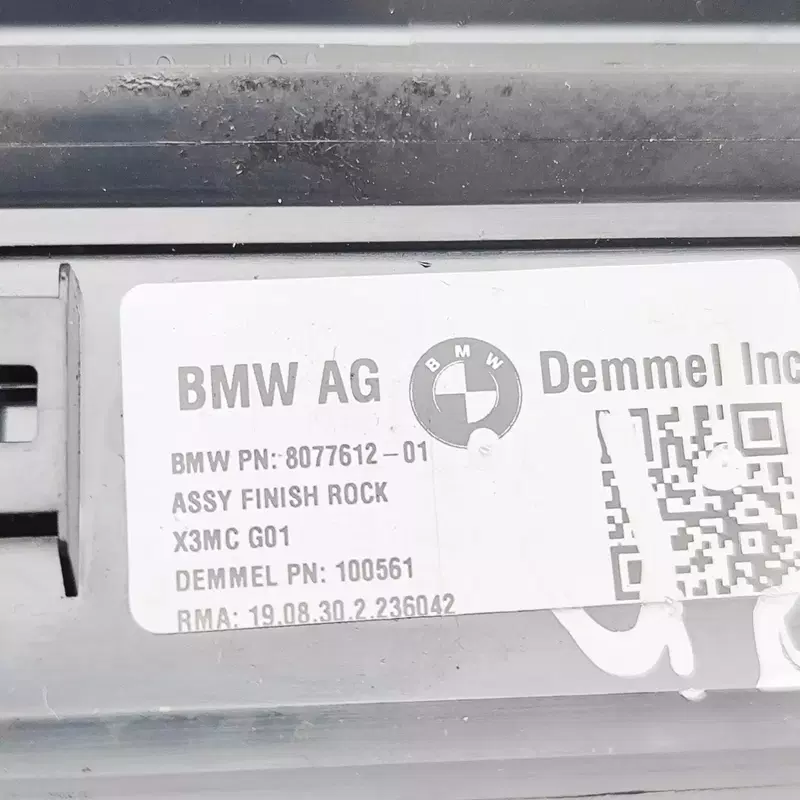 BMW AG BMW Demmel Inc
BMW PN: 8077612-01
ASSY FINISH ROCK
X3MC G01
DEMMEL PN: 100561
RMA: 19.08.30.2.236042